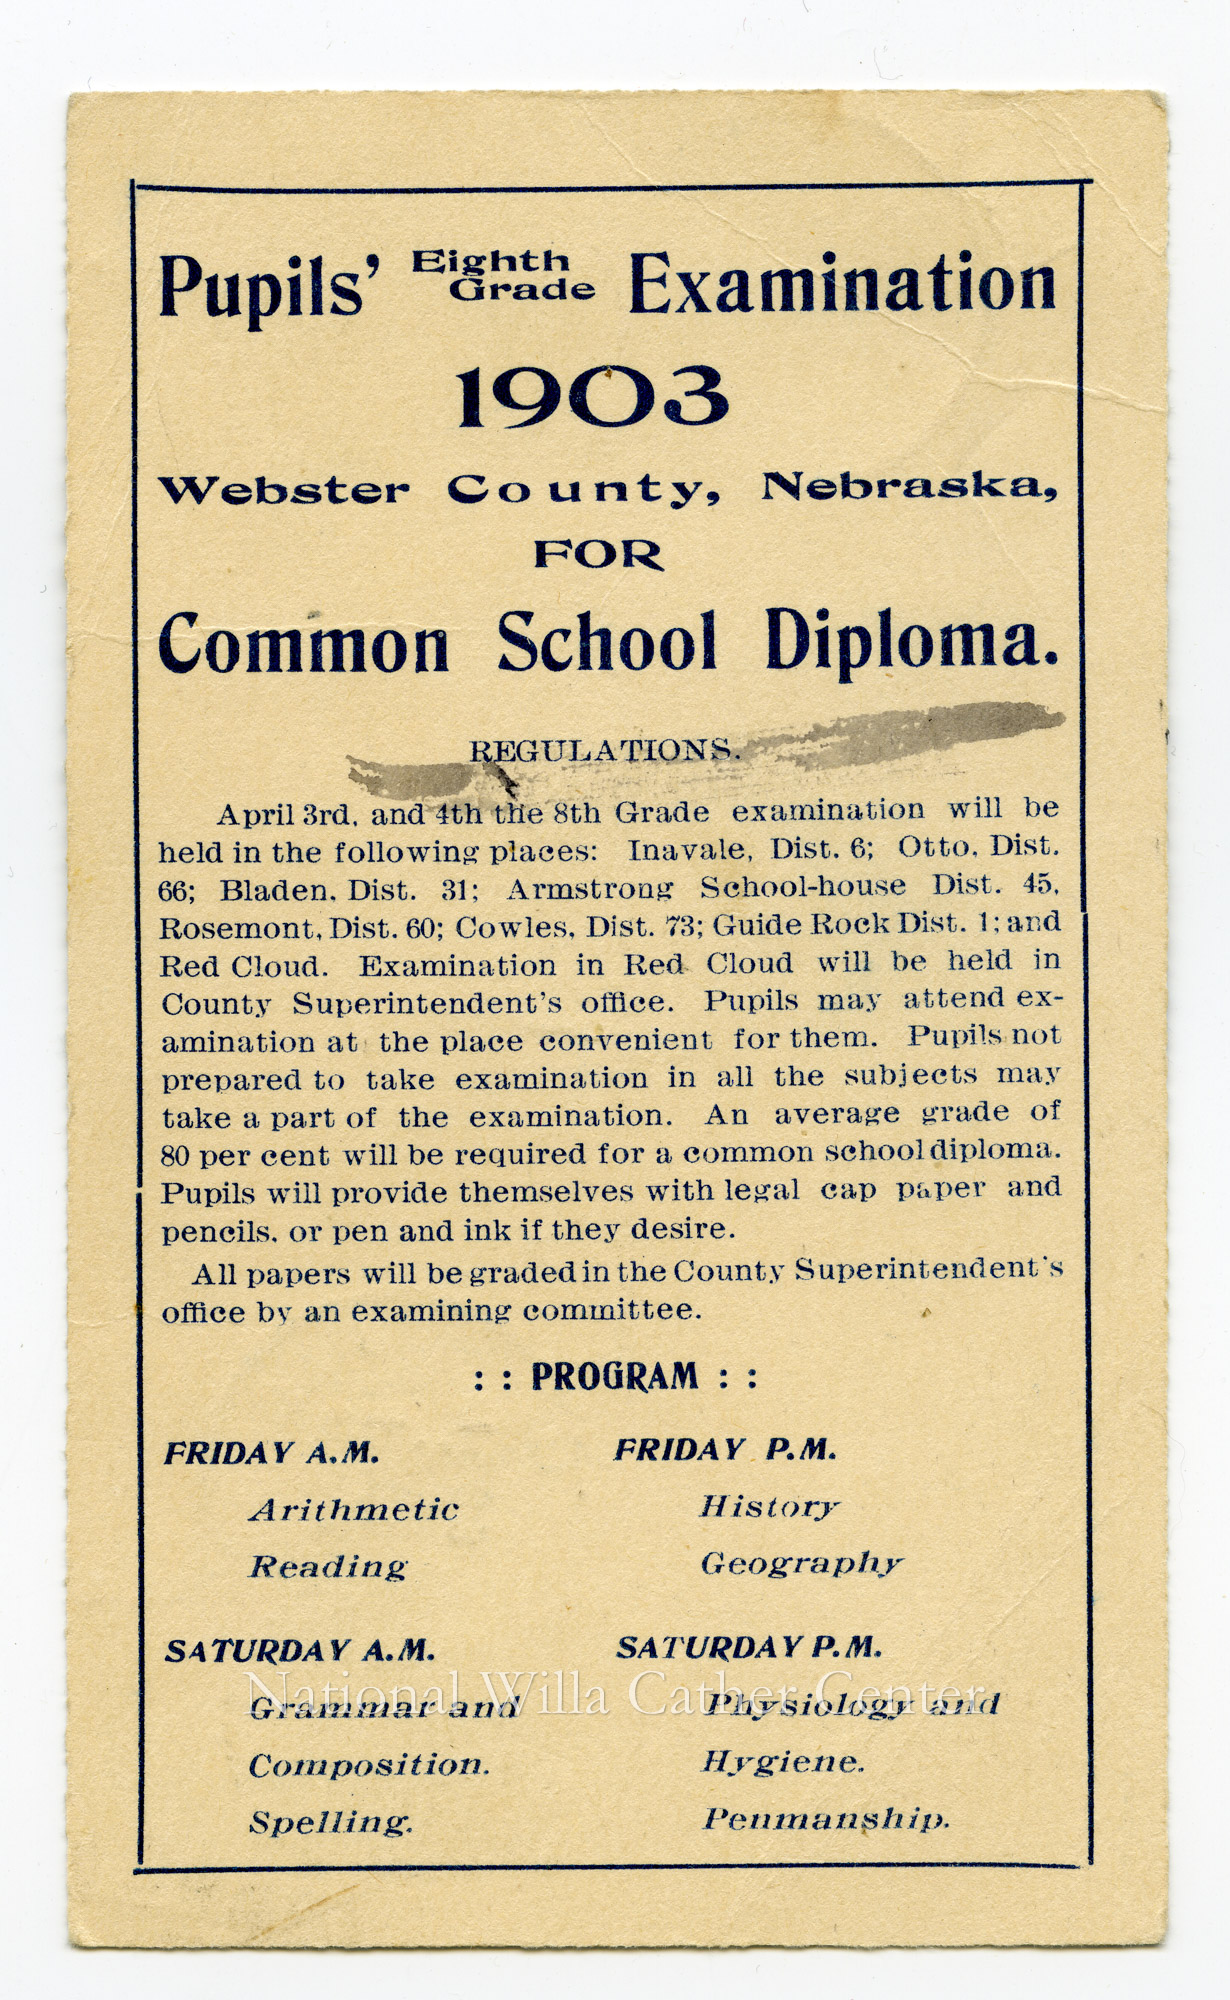 Pupils' Eighth Grade Examination
1903
Webster County, Nebraska,
FOR
Common School Diploma.
REGULATIONS.
April 3rd, and 4th the 8th Grade examination will be
held in the following places: Inavale, Dist. 6; Otto, Dist.
66; Bladen, Dist. 31; Armstrong School-house Dist. 45,
Rosemont, Dist. 60; Cowles, Dist. 73; Guide Rock Dist. 1; and
Red Cloud. Examination in Red Cloud will be held in
County Superintendent's office. Pupils may attend ex-
amination at the place convenient for them. Pupils not
prepared to take examination in all the subjects may
take a part of the examination. An average grade of
80 per cent will be required for a common school diploma.
Pupils will provide themselves with legal cap paper and
pencils, or pen and ink if they desire.
All papers will be graded in the County Superintendent's
office by an examining committee.
: : PROGRAM : :
FRIDAY A.M.
Arithmetic
Reading
FRIDAY P.M.
History
Geography
SATURDAY A.M.
Grammar and
Composition.
Spelling.
SATURDAY P.M.
Physiology and
Hygiene.
Penmanship.
National Willa Cather Center